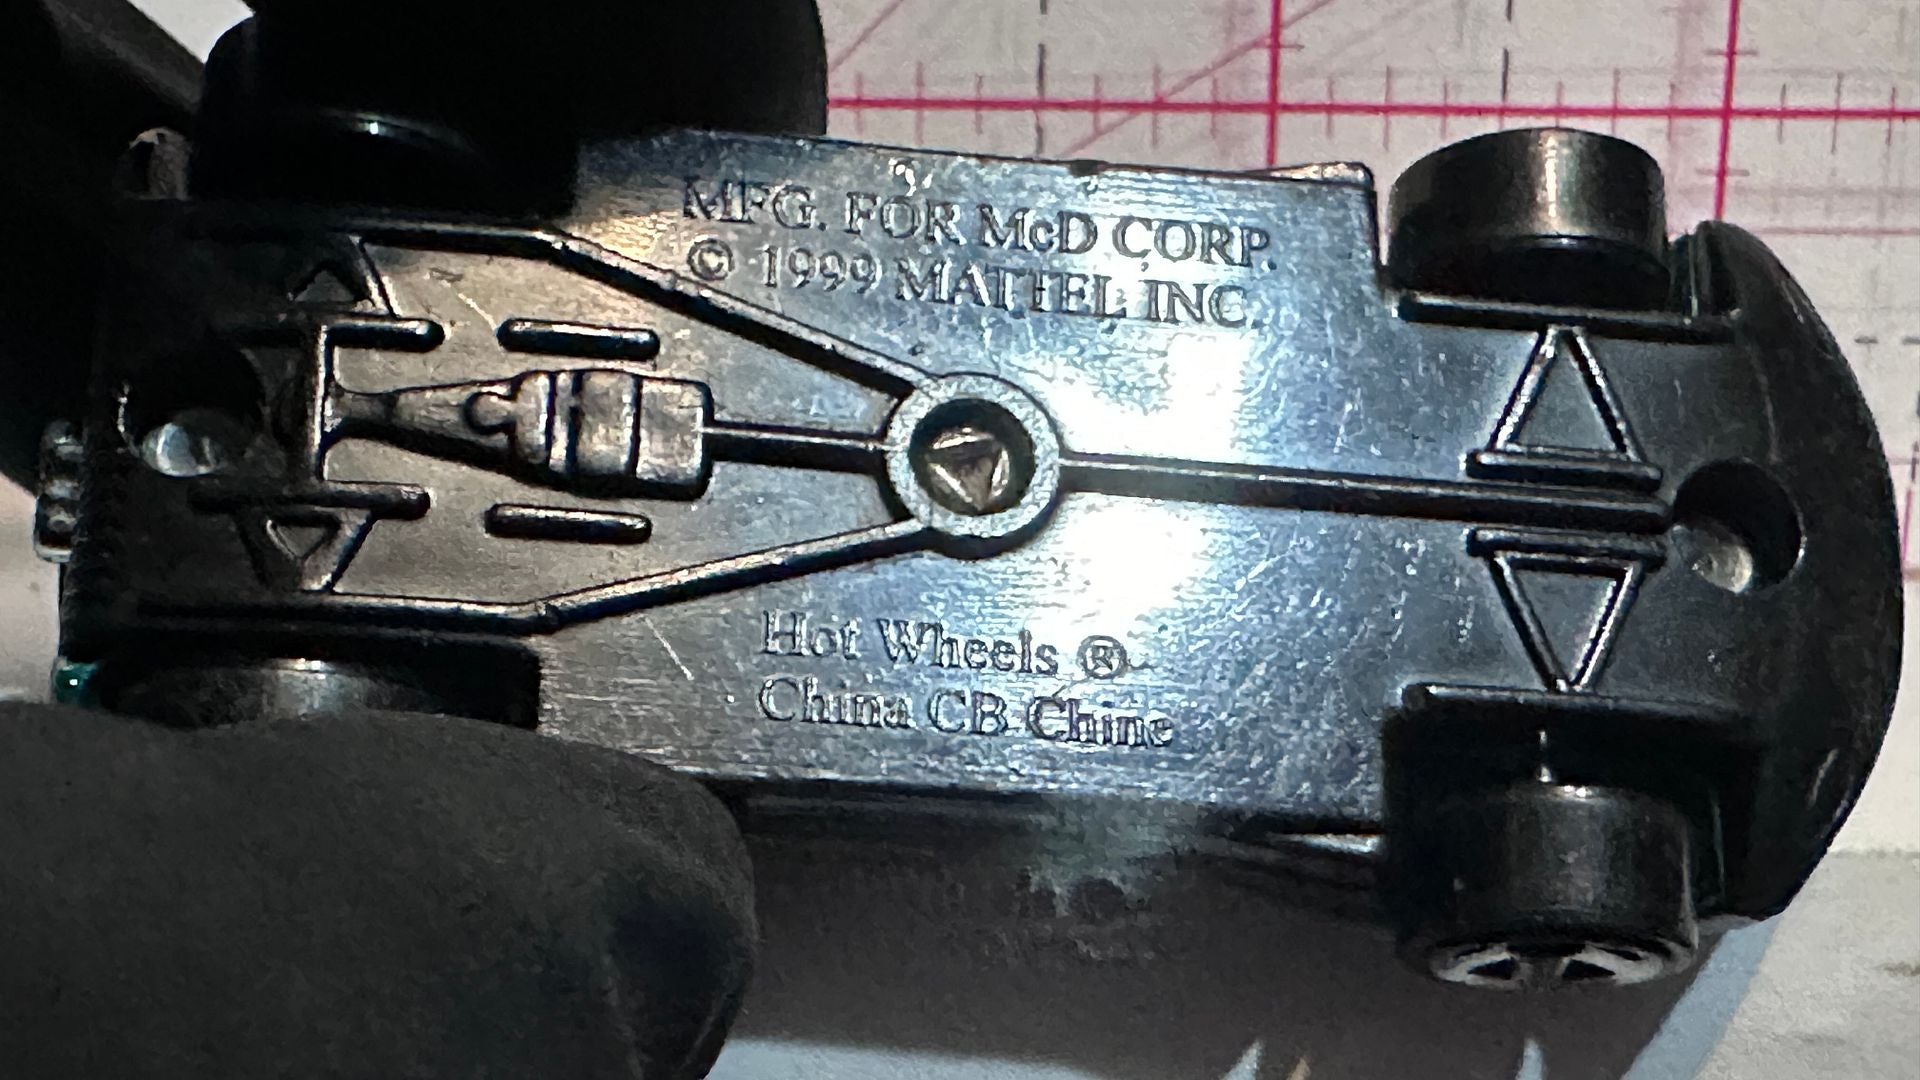 MFG. FOR McD CORP.
© 1999 MATTEL INC.
Hot Wheels ®
China CB Chine